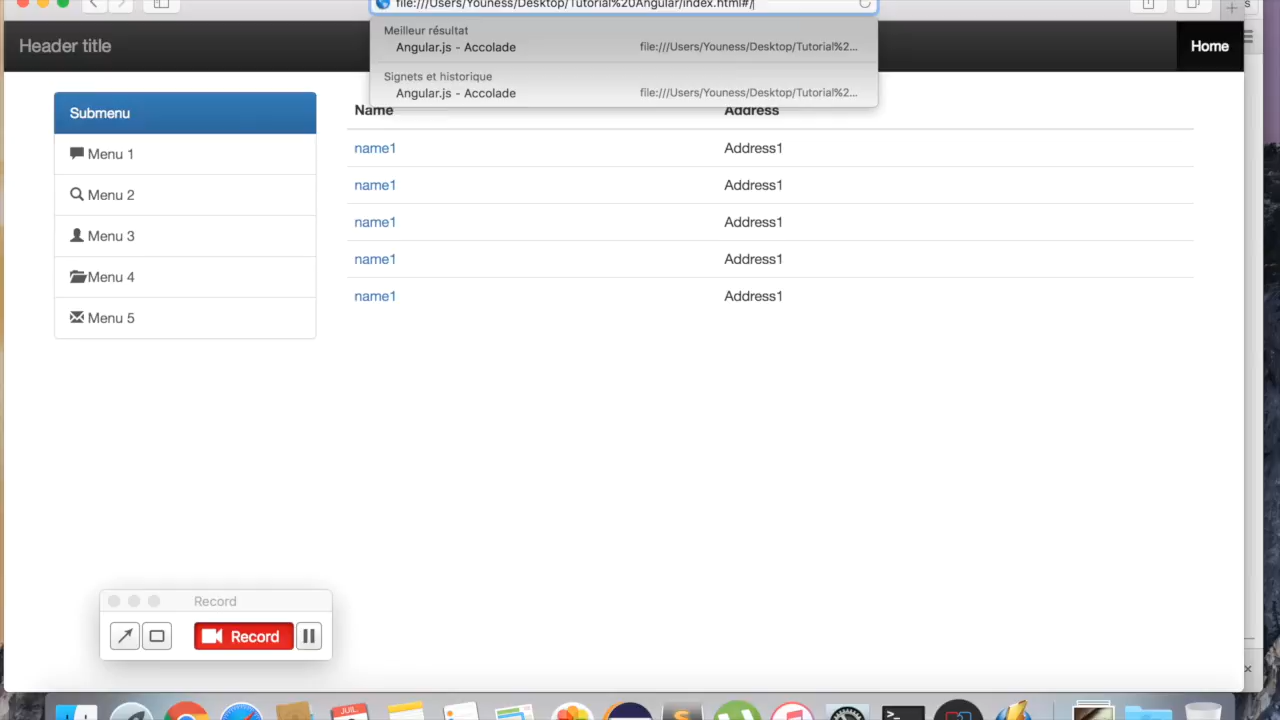 file:///Users/Youness/Desktop/Tutorial%20Angular/index.html#/
Meilleur résultat
Angular.js - Accolade file:///Users/Youness/Desktop/Tutorial%2...
Signets et historique
Angular.js - Accolade file:///Users/Youness/Desktop/Tutorial%2...
Header title
Home
Submenu
Menu 1
Menu 2
Menu 3
Menu 4
Menu 5
Name Address
name1 Address1
name1 Address1
name1 Address1
name1 Address1
name1 Address1
Record
Record
JUIL.